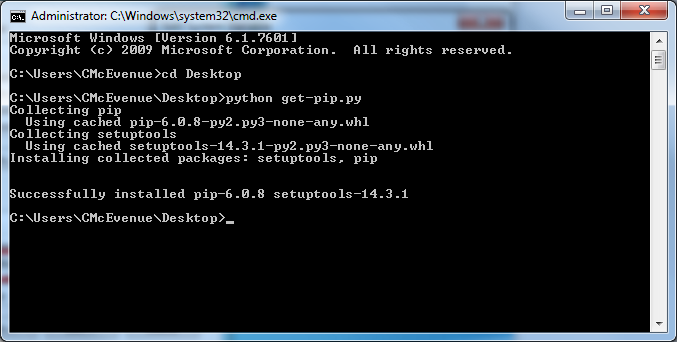 Administrator: C:\Windows\system32\cmd.exe
Microsoft Windows [Version 6.1.7601]
Copyright (c) 2009 Microsoft Corporation.  All rights reserved.
C:\Users\CMcEvenue>cd Desktop
C:\Users\CMcEvenue\Desktop>python get-pip.py
Collecting pip
  Using cached pip-6.0.8-py2.py3-none-any.whl
Collecting setuptools
  Using cached setuptools-14.3.1-py2.py3-none-any.whl
Installing collected packages: setuptools, pip
Successfully installed pip-6.0.8 setuptools-14.3.1
C:\Users\CMcEvenue\Desktop>_